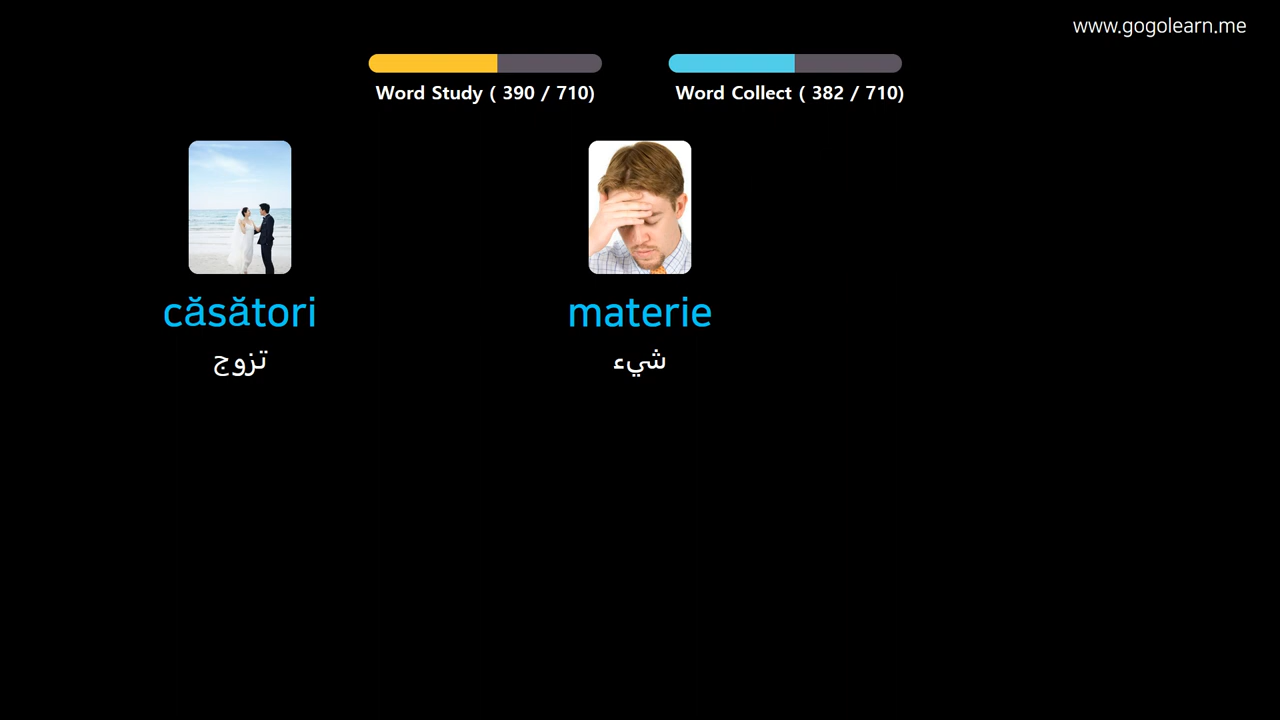 www.gogolearn.me
Word Study ( 390 / 710)
Word Collect ( 382 / 710)
căsători
materie
تزوج
شيء